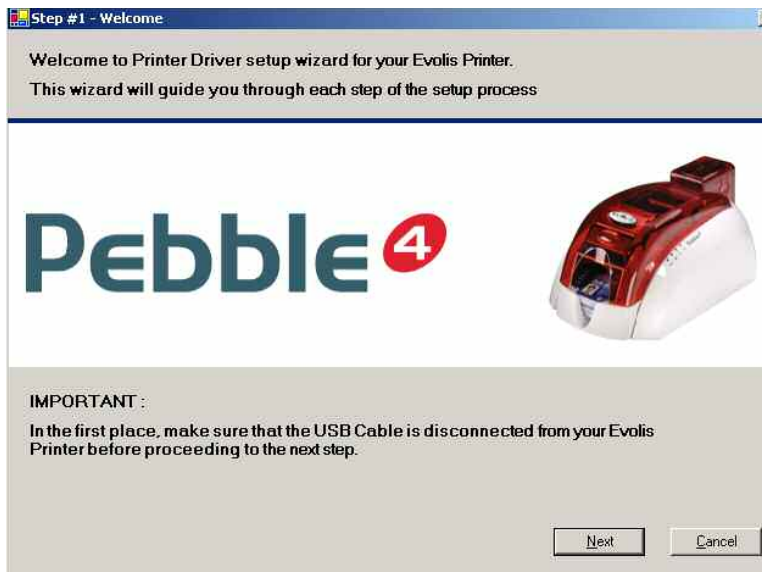 Step #1 - Welcome
Welcome to Printer Driver setup wizard for your Evolis Printer.
This wizard will guide you through each step of the setup process
Pebble 4
IMPORTANT :
In the first place, make sure that the USB Cable is disconnected from your Evolis
Printer before proceeding to the next step.
Next
Cancel